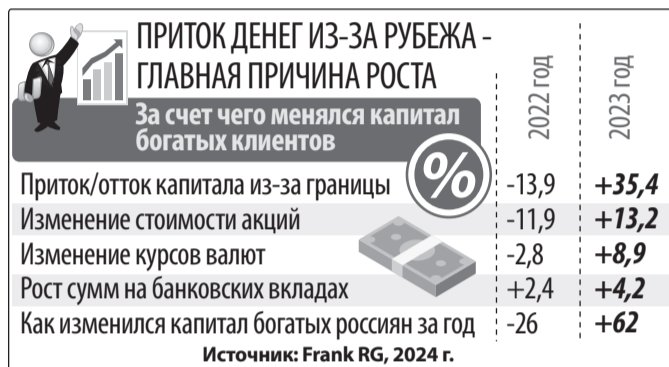 ПРИТОК ДЕНЕГ ИЗ-ЗА РУБЕЖА -
ГЛАВНАЯ ПРИЧИНА РОСТА
За счет чего менялся капитал
богатых клиентов
%
2022 год
2023 год
Приток/отток капитала из-за границы -13,9 +35,4
Изменение стоимости акций -11,9 +13,2
Изменение курсов валют -2,8 +8,9
Рост сумм на банковских вкладах +2,4 +4,2
Как изменился капитал богатых россиян за год -26 +62
Источник: Frank RG, 2024 г.